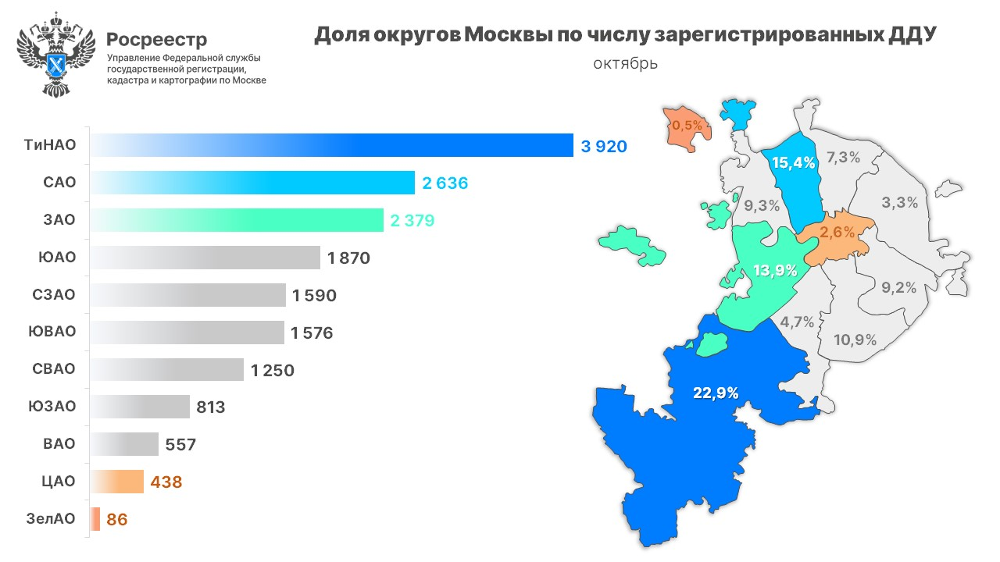 Росреестр
Управление Федеральной службы
государственной регистрации,
кадастра и картографии по Москве
Доля округов Москвы по числу зарегистрированных ДДУ
октябрь
ТиНАО 3 920
САО 2 636
ЗАО 2 379
ЮАО 1 870
СЗАО 1 590
ЮВАО 1 576
СВАО 1 250
ЮЗАО 813
ВАО 557
ЦАО 438
ЗелАО 86
0,5%
15,4%
7,3%
9,3%
3,3%
2,6%
13,9%
9,2%
4,7%
10,9%
22,9%